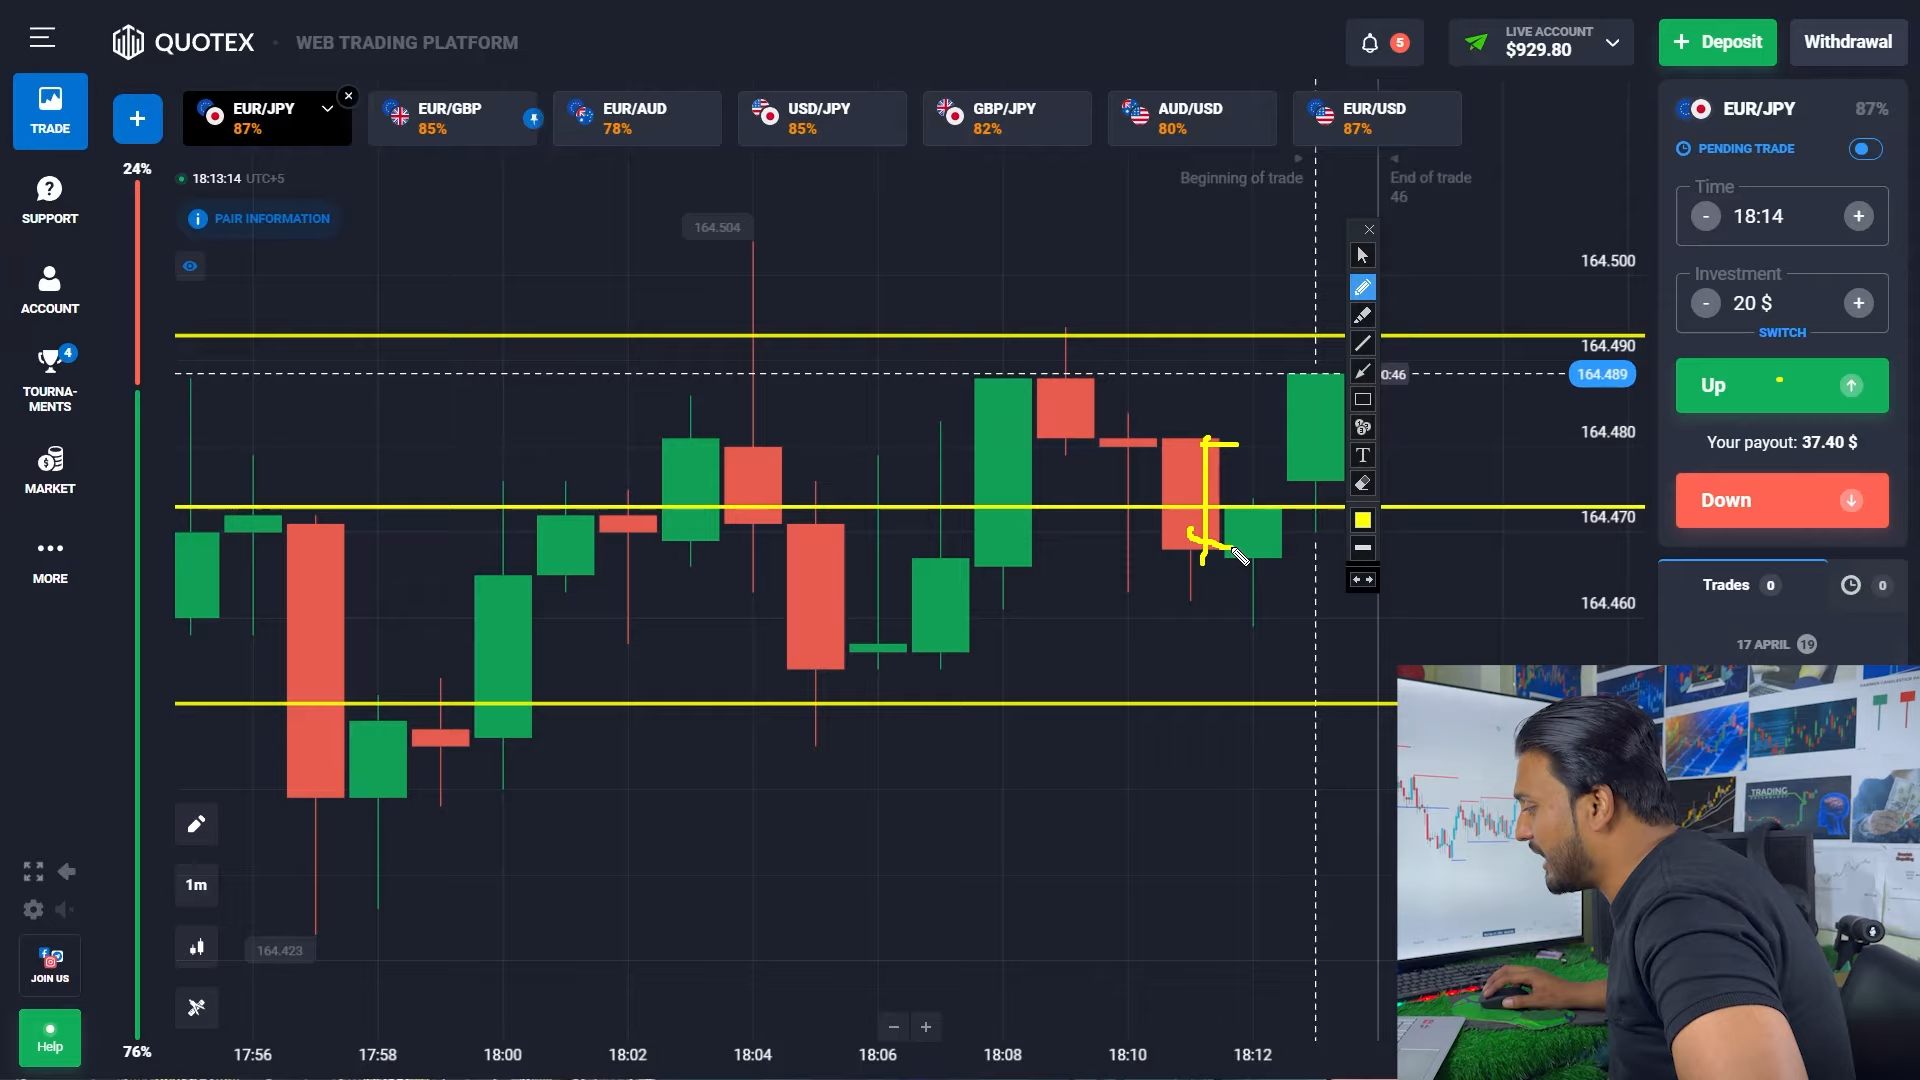 QUOTEX
WEB TRADING PLATFORM
5
LIVE ACCOUNT
$929.80
+ Deposit
Withdrawal
TRADE
+
EUR/JPY
87%
EUR/GBP
85%
EUR/AUD
78%
USD/JPY
85%
GBP/JPY
82%
AUD/USD
80%
EUR/USD
87%
EUR/JPY
87%
PENDING TRADE
24%
18:13:14 UTC+5
PAIR INFORMATION
Beginning of trade
End of trade
46
SUPPORT
ACCOUNT
4
TOURNA-
MENTS
MARKET
MORE
JOIN US
Help
76%
164.504
164.423
1m
164.500
164.490
164.489
164.480
164.470
164.460
0:46
T
Time
- 18:14 +
Investment
- 20 $ +
SWITCH
Up
Your payout: 37.40 $
Down
Trades 0
0
17 APRIL 19
TRADING
17:56
17:58
18:00
18:02
18:04
18:06
18:08
18:10
18:12